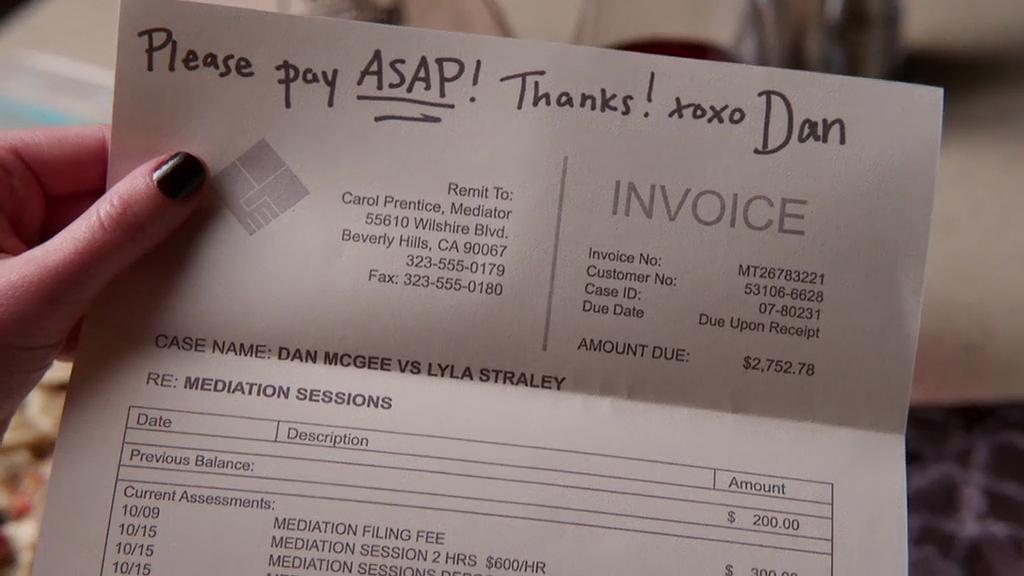 Please pay ASAP! Thanks! xoxo Dan
Remit To:
Carol Prentice, Mediator
55610 Wilshire Blvd.
Beverly Hills, CA 90067
323-555-0179
Fax: 323-555-0180
INVOICE
Invoice No: MT26783221
Customer No: 53106-6628
Case ID: 07-80231
Due Date Due Upon Receipt
AMOUNT DUE: $2,752.78
CASE NAME: DAN MCGEE VS LYLA STRALEY
RE: MEDIATION SESSIONS
Date Description Amount
Previous Balance: $ 200.00
Current Assessments:
10/09 MEDIATION FILING FEE $ 300.00
10/15 MEDIATION SESSION 2 HRS $600/HR
10/15 MEDIATION SESSIONS
10/15